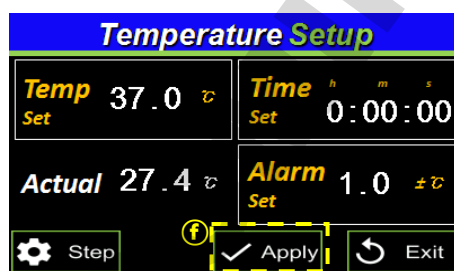 Temperature Setup
Temp Set 37.0 ℃
Time Set h m s 0:00:00
Actual 27.4 ℃
Alarm Set 1.0 ±℃
ⓕ
Step
Apply
Exit